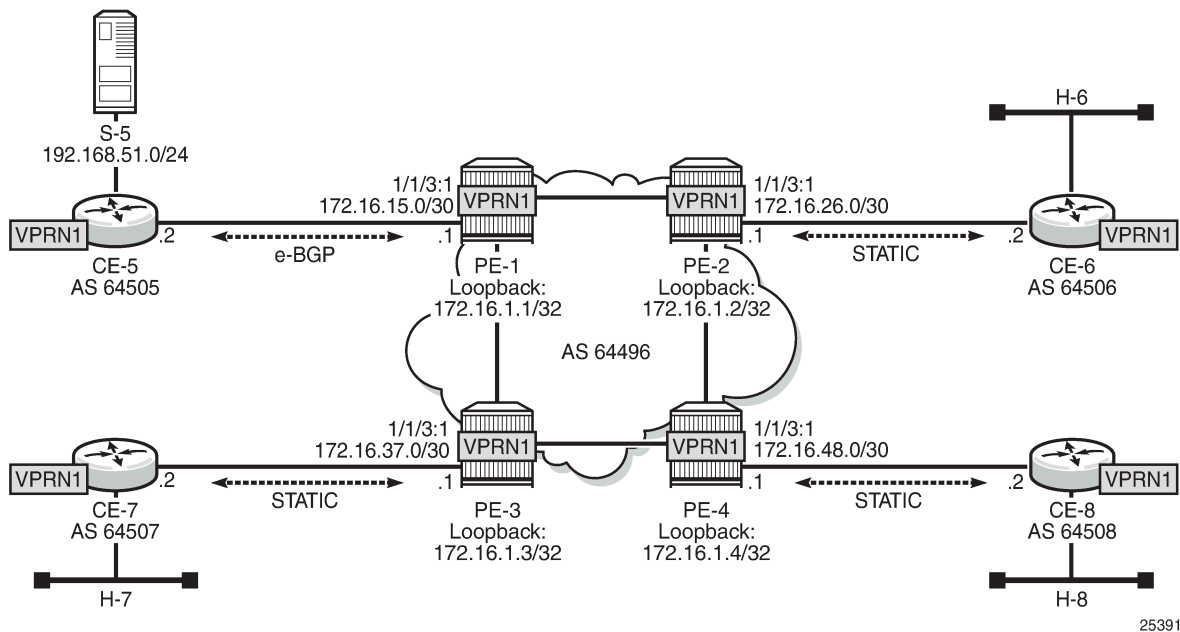 S-5
192.168.51.0/24
H-6
1/1/3:1
172.16.15.0/30
VPRN1
VPRN1
1/1/3:1
172.16.26.0/30
VPRN1
.2
e-BGP
.1
.1
STATIC
.2
VPRN1
CE-5
AS 64505
PE-1
Loopback:
172.16.1.1/32
PE-2
Loopback:
172.16.1.2/32
CE-6
AS 64506
AS 64496
1/1/3:1
172.16.37.0/30
VPRN1
VPRN1
1/1/3:1
172.16.48.0/30
VPRN1
.2
STATIC
.1
.1
STATIC
.2
VPRN1
CE-7
AS 64507
PE-3
Loopback:
172.16.1.3/32
PE-4
Loopback:
172.16.1.4/32
CE-8
AS 64508
H-7
H-8
25391